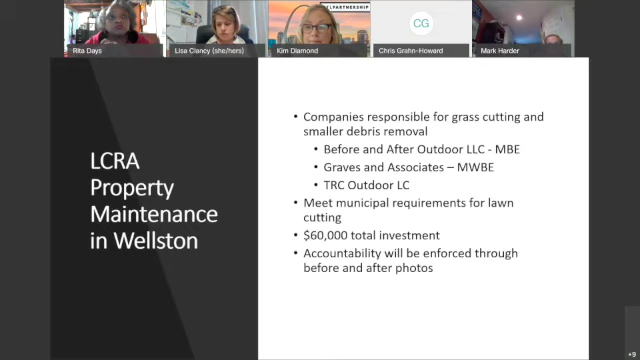 LPARTNERSHIP
CG
Rita Days
Lisa Clancy (she/hers)
Kim Diamond
Chris Grahn-Howard
Mark Harder
LCRA
Property
Maintenance
in Wellston
• Companies responsible for grass cutting and
smaller debris removal
• Before and After Outdoor LLC - MBE
• Graves and Associates – MWBE
• TRC Outdoor LC
• Meet municipal requirements for lawn
cutting
• $60,000 total investment
• Accountability will be enforced through
before and after photos
+9